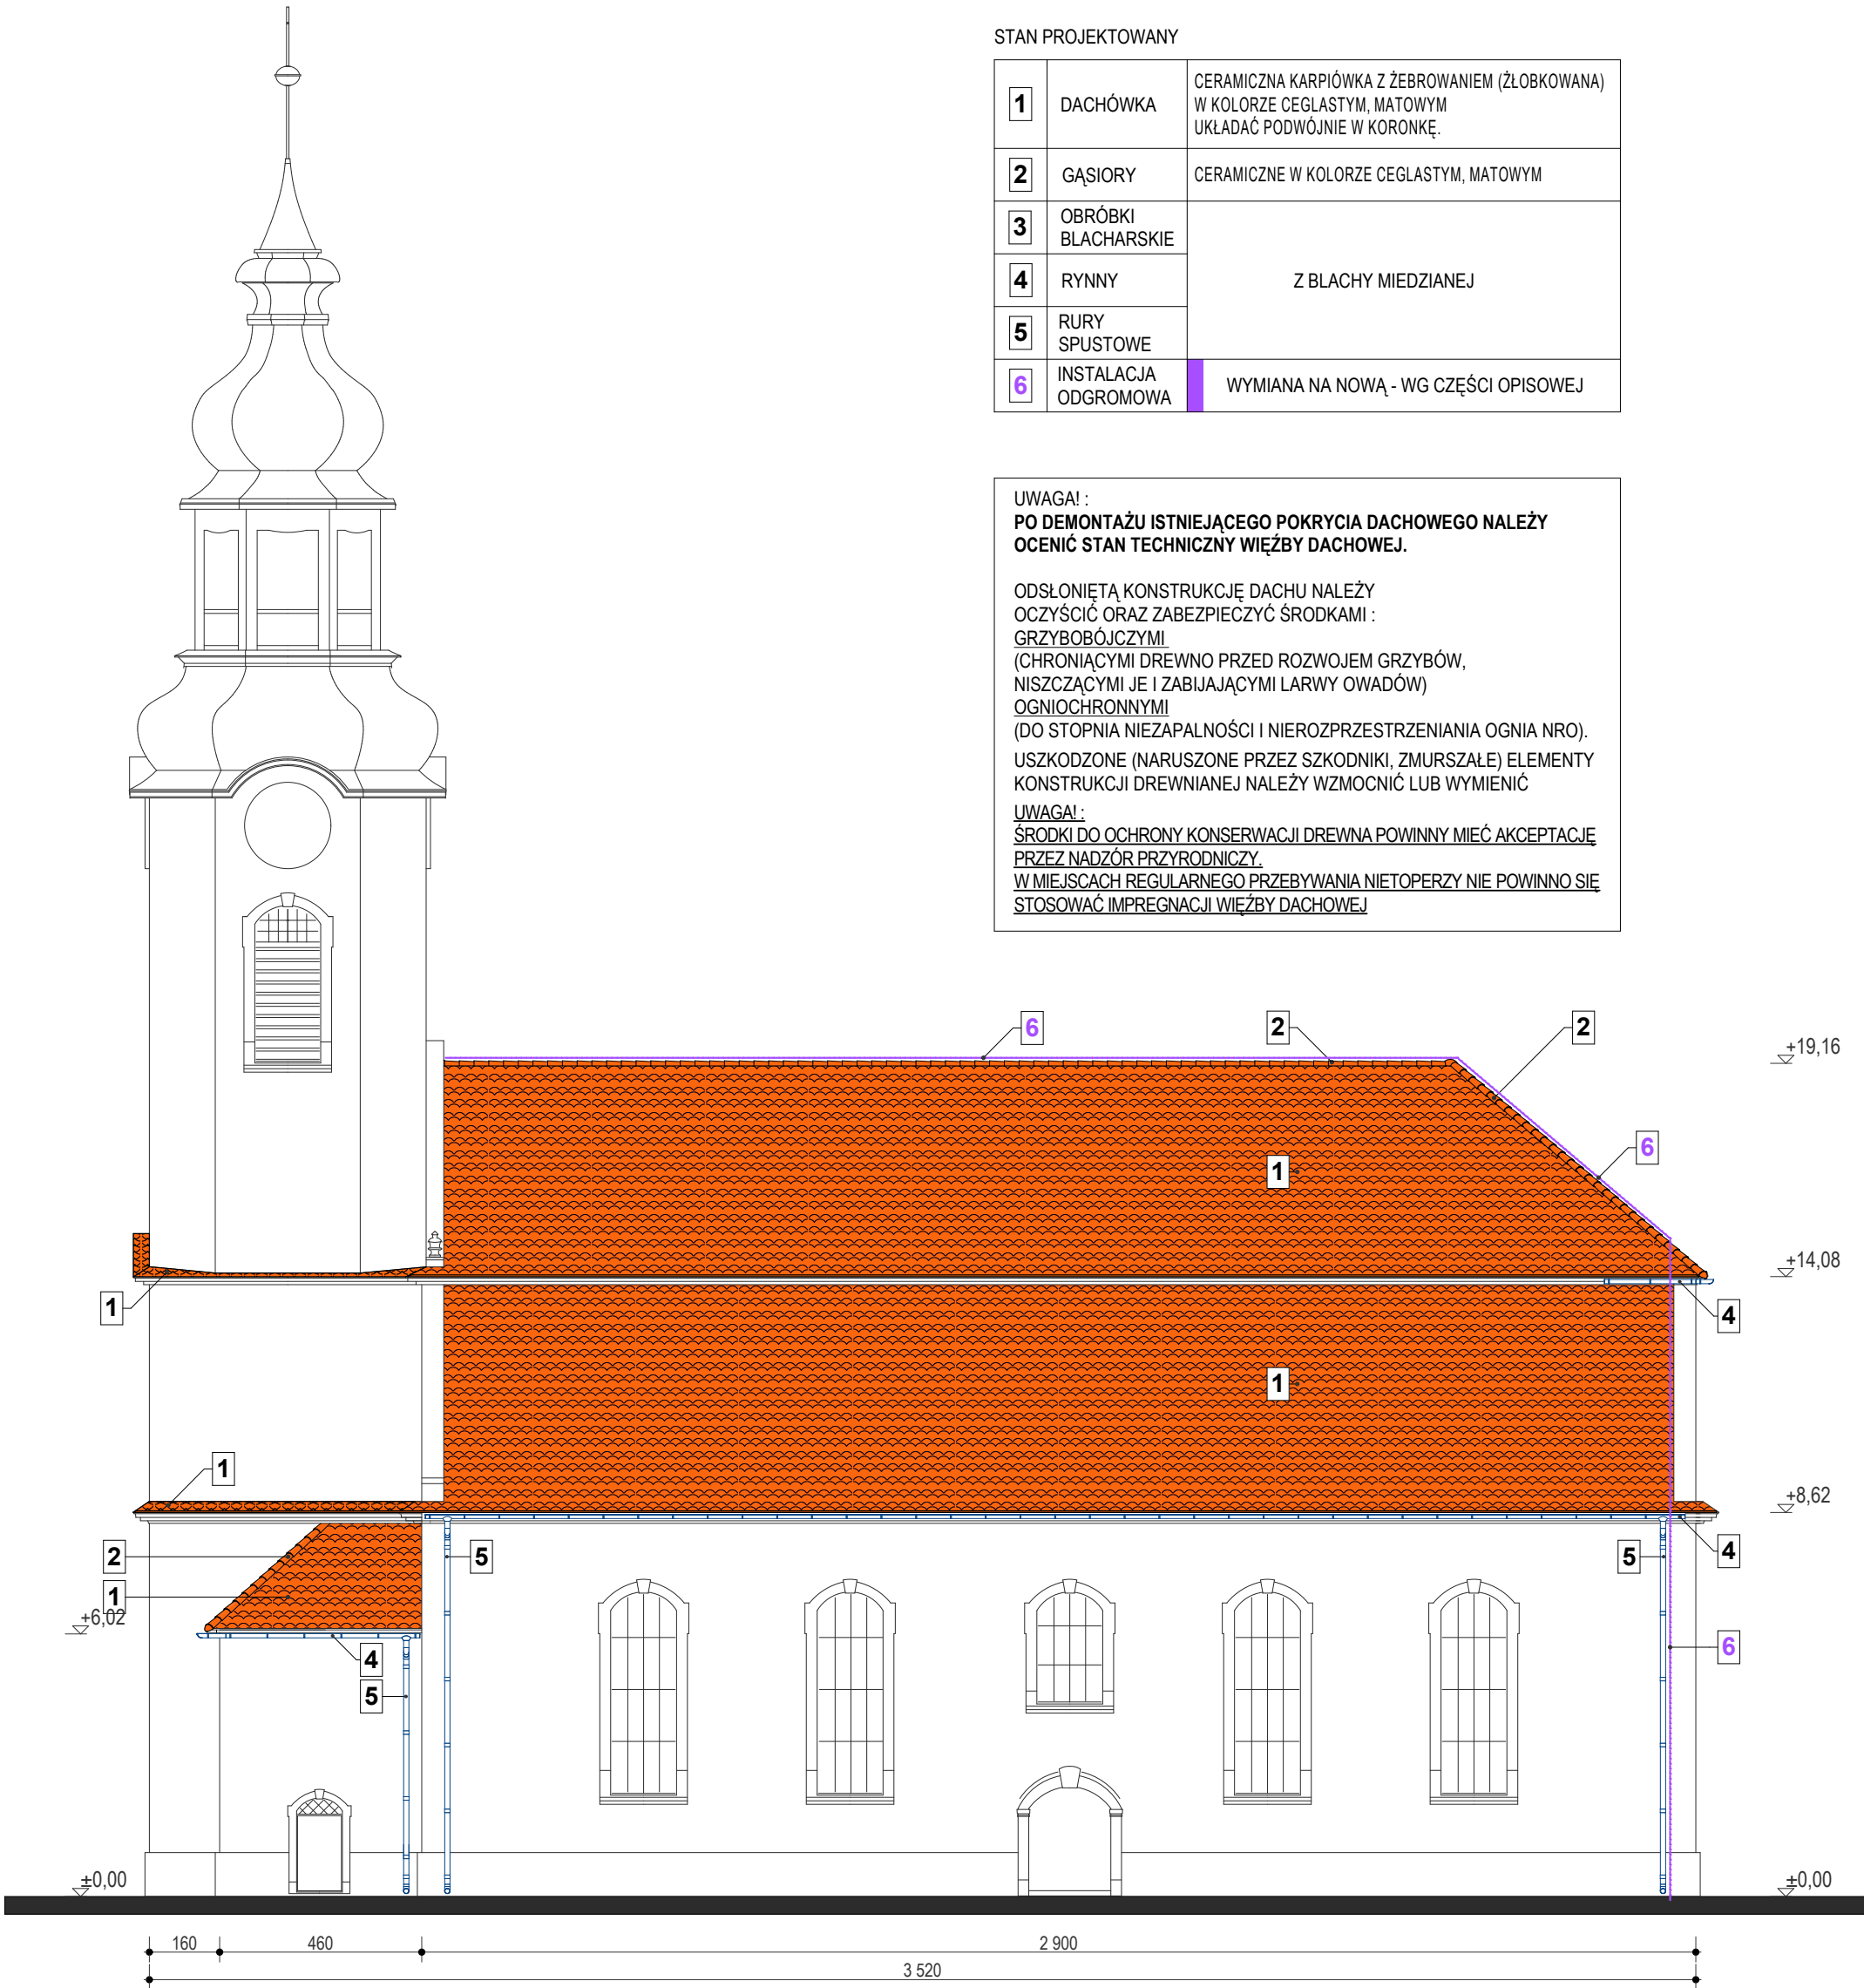 STAN PROJEKTOWANY
1 DACHÓWKA
CERAMICZNA KARPIÓWKA Z ŻEBROWANIEM (ŻŁOBKOWANA)
W KOLORZE CEGLASTYM, MATOWYM
UKŁADAĆ PODWÓJNIE W KORONKĘ.
2 GĄSIORY CERAMICZNE W KOLORZE CEGLASTYM, MATOWYM
3 OBRÓBKI
BLACHARSKIE
4 RYNNY Z BLACHY MIEDZIANEJ
5 RURY
SPUSTOWE
6 INSTALACJA
ODGROMOWA
WYMIANA NA NOWĄ - WG CZĘŚCI OPISOWEJ
UWAGA! :
PO DEMONTAŻU ISTNIEJĄCEGO POKRYCIA DACHOWEGO NALEŻY
OCENIĆ STAN TECHNICZNY WIĘŹBY DACHOWEJ.
ODSŁONIĘTĄ KONSTRUKCJĘ DACHU NALEŻY
OCZYŚCIĆ ORAZ ZABEZPIECZYĆ ŚRODKAMI :
GRZYBOBÓJCZYMI
(CHRONIĄCYMI DREWNO PRZED ROZWOJEM GRZYBÓW,
NISZCZĄCYMI JE I ZABIJAJĄCYMI LARWY OWADÓW)
OGNIOCHRONNYMI
(DO STOPNIA NIEZAPALNOŚCI I NIEROZPRZESTRZENIANIA OGNIA NRO).
USZKODZONE (NARUSZONE PRZEZ SZKODNIKI, ZMURSZAŁE) ELEMENTY
KONSTRUKCJI DREWNIANEJ NALEŻY WZMOCNIĆ LUB WYMIENIĆ
UWAGA! :
ŚRODKI DO OCHRONY KONSERWACJI DREWNA POWINNY MIEĆ AKCEPTACJĘ
PRZEZ NADZÓR PRZYRODNICZY.
W MIEJSCACH REGULARNEGO PRZEBYWANIA NIETOPERZY NIE POWINNO SIĘ
STOSOWAĆ IMPREGNACJI WIĘŹBY DACHOWEJ
6 2 2
+19,16
6
1
+14,08
1 4
1
1
+8,62
2 5 5 4
1
+6,02
4 6
5
±0,00 ±0,00
160 460 2 900
3 520